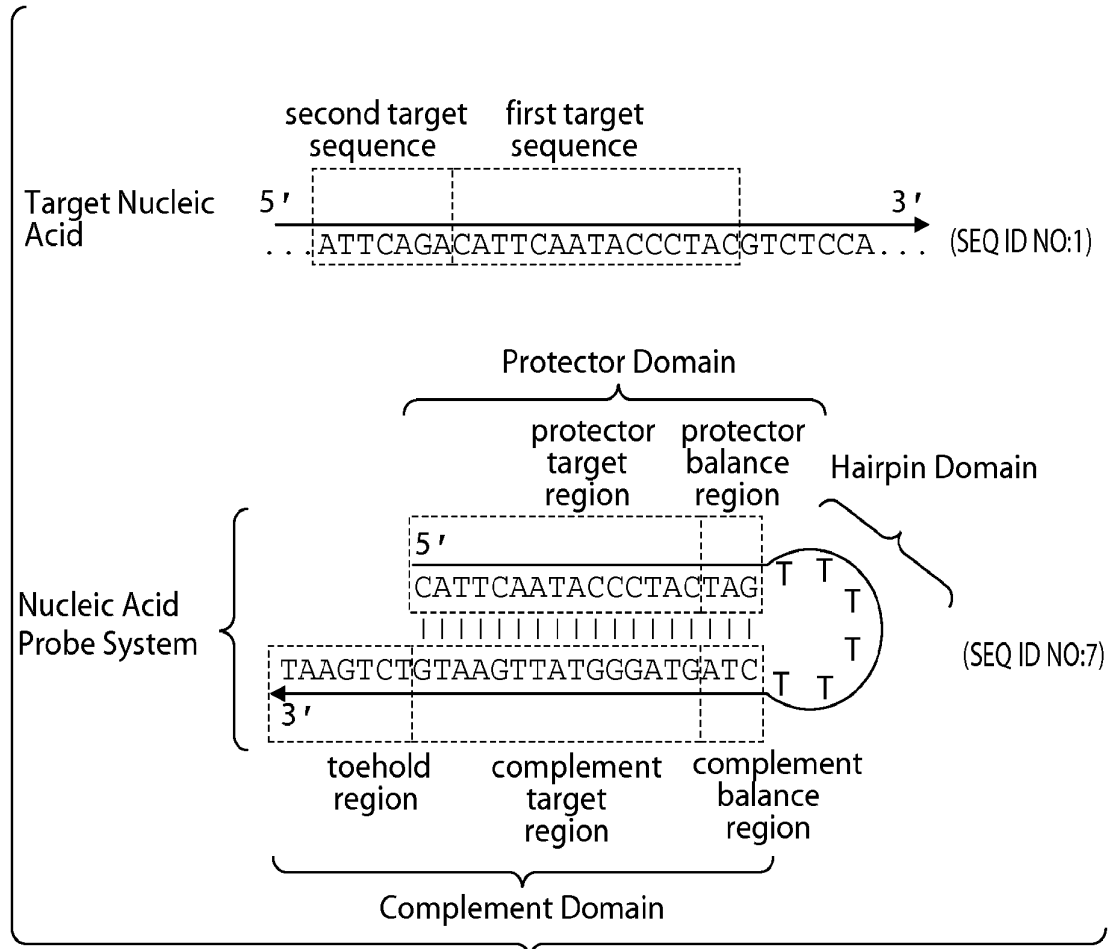 second target
sequence
first target
sequence
Target Nucleic
Acid
5 ′
3 ′
...ATTCAGACATTCAATACCCTACGTCTCCA...
(SEQ ID NO:1)
Protector Domain
protector
target
region
protector
balance
region
Hairpin Domain
5 ′
CATTCAATACCCTACTAG
T T
T
T
T T
Nucleic Acid
Probe System
(SEQ ID NO:7)
TAAGTCTGTAAGTTATGGGATGATC
3 ′
toehold
region
complement
target
region
complement
balance
region
Complement Domain